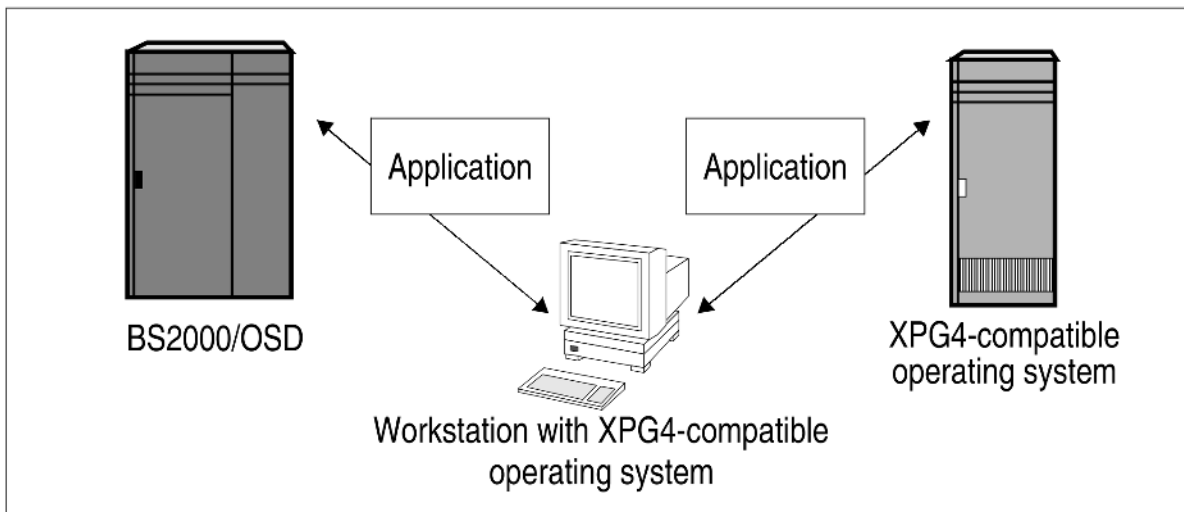 Application
Application
BS2000/OSD
XPG4-compatible
operating system
Workstation with XPG4-compatible
operating system